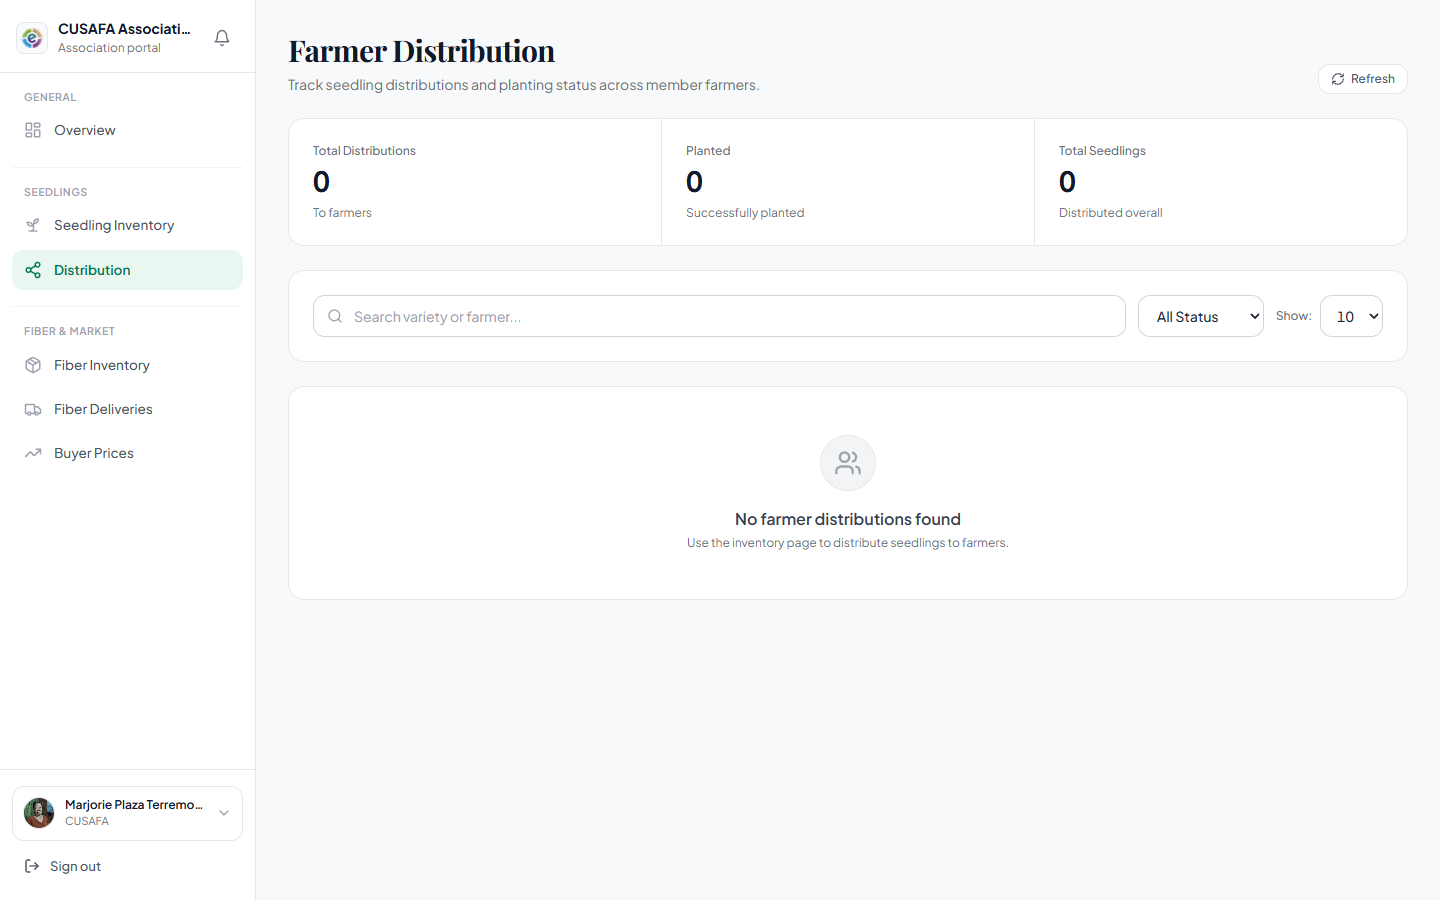 CUSAFA Associati...
Association portal
GENERAL
Overview
SEEDLINGS
Seedling Inventory
Distribution
FIBER & MARKET
Fiber Inventory
Fiber Deliveries
Buyer Prices
Marjorie Plaza Terremo...
CUSAFA
Sign out
Farmer Distribution
Track seedling distributions and planting status across member farmers.
Refresh
Total Distributions
0
To farmers
Planted
0
Successfully planted
Total Seedlings
0
Distributed overall
Search variety or farmer...
All Status
Show:
10
No farmer distributions found
Use the inventory page to distribute seedlings to farmers.